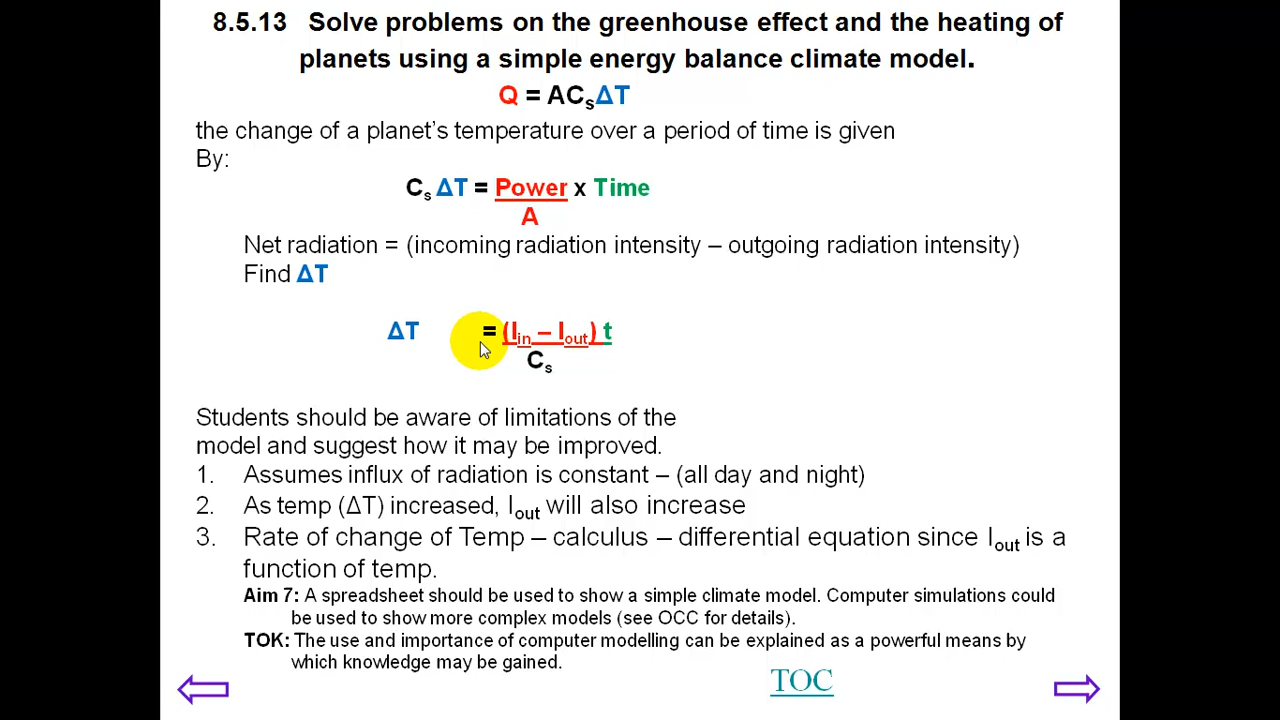 8.5.13 Solve problems on the greenhouse effect and the heating of
planets using a simple energy balance climate model.
Q = ACsΔT
the change of a planet's temperature over a period of time is given
By:
Cs ΔT = Power x Time
A
Net radiation = (incoming radiation intensity – outgoing radiation intensity)
Find ΔT
ΔT = (Iin – Iout) t
Cs
Students should be aware of limitations of the
model and suggest how it may be improved.
1. Assumes influx of radiation is constant – (all day and night)
2. As temp (ΔT) increased, Iout will also increase
3. Rate of change of Temp – calculus – differential equation since Iout is a
function of temp.
Aim 7: A spreadsheet should be used to show a simple climate model. Computer simulations could
be used to show more complex models (see OCC for details).
TOK: The use and importance of computer modelling can be explained as a powerful means by
which knowledge may be gained.
TOC